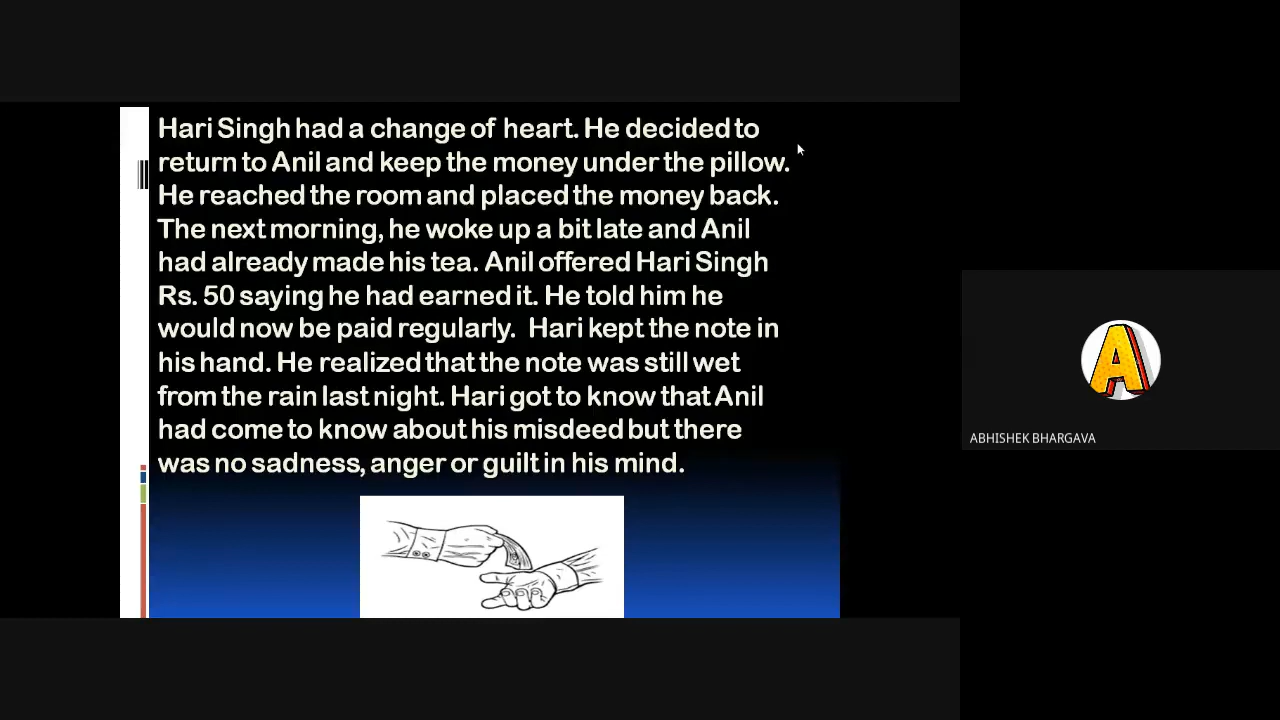 Hari Singh had a change of heart. He decided to
return to Anil and keep the money under the pillow.
He reached the room and placed the money back.
The next morning, he woke up a bit late and Anil
had already made his tea. Anil offered Hari Singh
Rs. 50 saying he had earned it. He told him he
would now be paid regularly. Hari kept the note in
his hand. He realized that the note was still wet
from the rain last night. Hari got to know that Anil
had come to know about his misdeed but there
was no sadness, anger or guilt in his mind.
A
ABHISHEK BHARGAVA